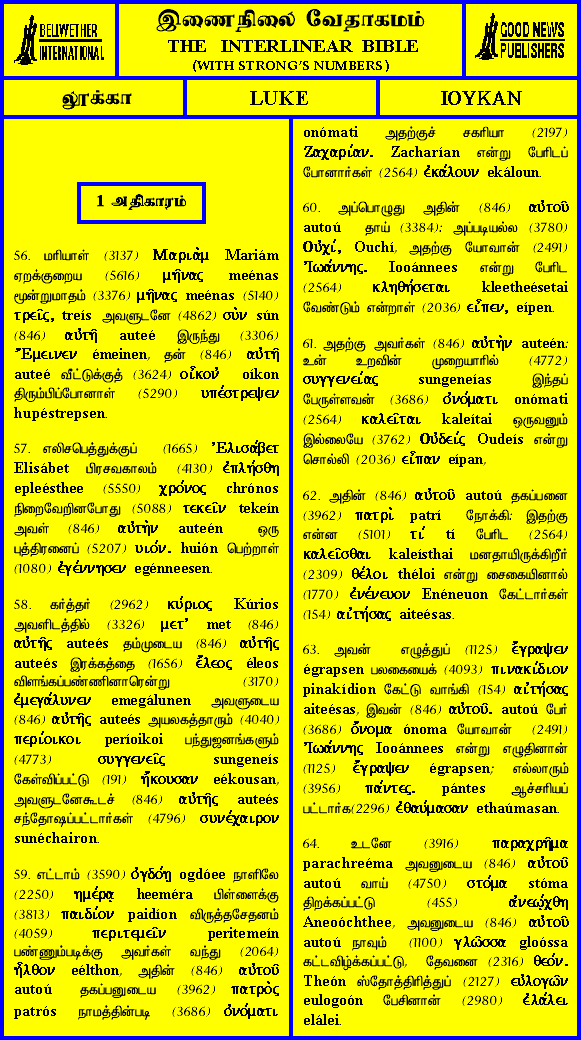 BELLWETHER
INTERNATIONAL
இணைநிலை வேதாகமம்
THE INTERLINEAR BIBLE
(WITH STRONG'S NUMBERS)
GOOD NEWS
PUBLISHERS
லூக்கா
LUKE
ΙΟΥΚΑΝ
1 அதிகாரம்
56. மரியாள் (3137) Μαριὰμ Mariám
ஏறக்குறைய (5616) μῆνας meénas
மூன்றுமாதம் (3376) μῆνας meénas (5140)
τρεῖς, treis அவளுடனே (4862) σὺν sún
(846) αὐτῆ auteé இருந்து (3306)
Ἔμεινεν émeinen, தன் (846) αὐτῆ
auteé வீட்டுக்குத் (3624) οἶκον oíkon
திரும்பிப்போனாள் (5290) υπέστρεψεν
hupéstrepsen.
57. எலிசபெத்துக்குப் (1665) Ἐλισάβετ
Elisábet பிரசவகாலம் (4130) ἐπλήσθη
epleésthee (5550) χρόνος chrónos
நிறைவேறினபோது (5088) τεκεῖν tekeín
அவள் (846) αὐτὴν auteén ஒரு
புத்திரனைப் (5207) υιόν. huión பெற்றாள்
(1080) ἐγέννησεν egénneesen.
58. கர்த்தர் (2962) κύριος Kúrios
அவளிடத்தில் (3326) μετ' met (846)
αὐτῆς auteés தம்முடைய (846) αὐτῆς
auteés இரக்கத்தை (1656) ἔλεος éleos
விளங்கப்பண்ணினாரென்று (3170)
ἐμεγάλυνεν emegálunen அவளுடைய
(846) αὐτῆς auteés அயலகத்தாரும் (4040)
περίοικοι períoikoi பந்துஜனங்களும்
(4773) συγγενεῖς sungeneís
கேள்விப்பட்டு (191) ἤκουσαν eékousan,
அவளுடனேகூடச் (846) αὐτῆς auteés
சந்தோஷப்பட்டார்கள் (4796) συνέχαιρον
sunéchairon.
59. எட்டாம் (3590) ὀγδόῃ ogdóee நாளிலே
(2250) ημέρᾳ heeméra பிள்ளைக்கு
(3813) παιδίον paidíon விருத்தசேதனம்
(4059) περιτεμεῖν peritemeín
பண்ணும்படிக்கு அவர்கள் வந்து (2064)
ἦλθον eélthon, அதின் (846) αὐτοῦ
autoú தகப்பனுடைய (3962) πατρὸς
patrós நாமத்தின்படி (3686) ὀνόματι
onómati அதற்குச் சகரியா (2197)
Ζαχαρίαν. Zacharían என்று பேரிடப்
போனார்கள் (2564) ἐκάλουν ekáloun.
60. அப்பொழுது அதின் (846) αὐτοῦ
autoú தாய் (3384); அப்படியல்ல (3780)
Οὐχί, Ouchí, அதற்கு யோவான் (2491)
Ἰωάννης. Iooánnees என்று பேரிட
(2564) κληθήσεται kleetheésetai
வேண்டும் என்றாள் (2036) εἶπεν, eípen.
61. அதற்கு அவர்கள் (846) αὐτὴν auteén;
உன் உறவின் முறையாரில் (4772)
συγγενείας sungeneías இந்தப்
பேருள்ளவன் (3686) ὀνόματι onómati
(2564) καλεῖται kaleítai ஒருவனும்
இல்லையே (3762) Οὐδείς Oudeís என்று
சொல்லி (2036) εἶπαν eípan,
62. அதின் (846) αὐτοῦ autoú தகப்பனை
(3962) πατρὶ patrí நோக்கி; இதற்கு
என்ன (5101) τί tí பேரிட (2564)
καλεῖσθαι kaleísthai மனதாயிருக்கிறீர்
(2309) θέλοι théloi என்று சைகையினால்
(1770) ἐνένευον Enéneuon கேட்டார்கள்
(154) αἰτήσας aiteésas.
63. அவன் எழுத்துப் (1125) ἔγραψεν
égrapsen பலகையைக் (4093) πινακίδιον
pinakídion கேட்டு வாங்கி (154) αἰτήσας
aiteésas, இவன் (846) αὐτοῦ. autoú பேர்
(3686) ὄνομα ónoma யோவான் (2491)
Ἰωάννης Iooánnees என்று எழுதினான்
(1125) ἔγραψεν égrapsen; எல்லாரும்
(3956) πάντες. pántes ஆச்சரியப்
பட்டார்க(2296) ἐθαύμασαν ethaúmasan.
64. உடனே (3916) παραχρῆμα
parachreéma அவனுடைய (846) αὐτοῦ
autoú வாய் (4750) στόμα stóma
திறக்கப்பட்டு (455) ἀνεῴχθη
Aneoóchthee, அவனுடைய (846) αὐτοῦ
autoú நாவும் (1100) γλῶσσα gloóssa
கட்டவிழ்க்கப்பட்டு, தேவனை (2316) θεόν.
Theón ஸ்தோத்திரித்துப் (2127) εὐλογῶν
eulogoón பேசினான் (2980) ἐλάλει
elálei.